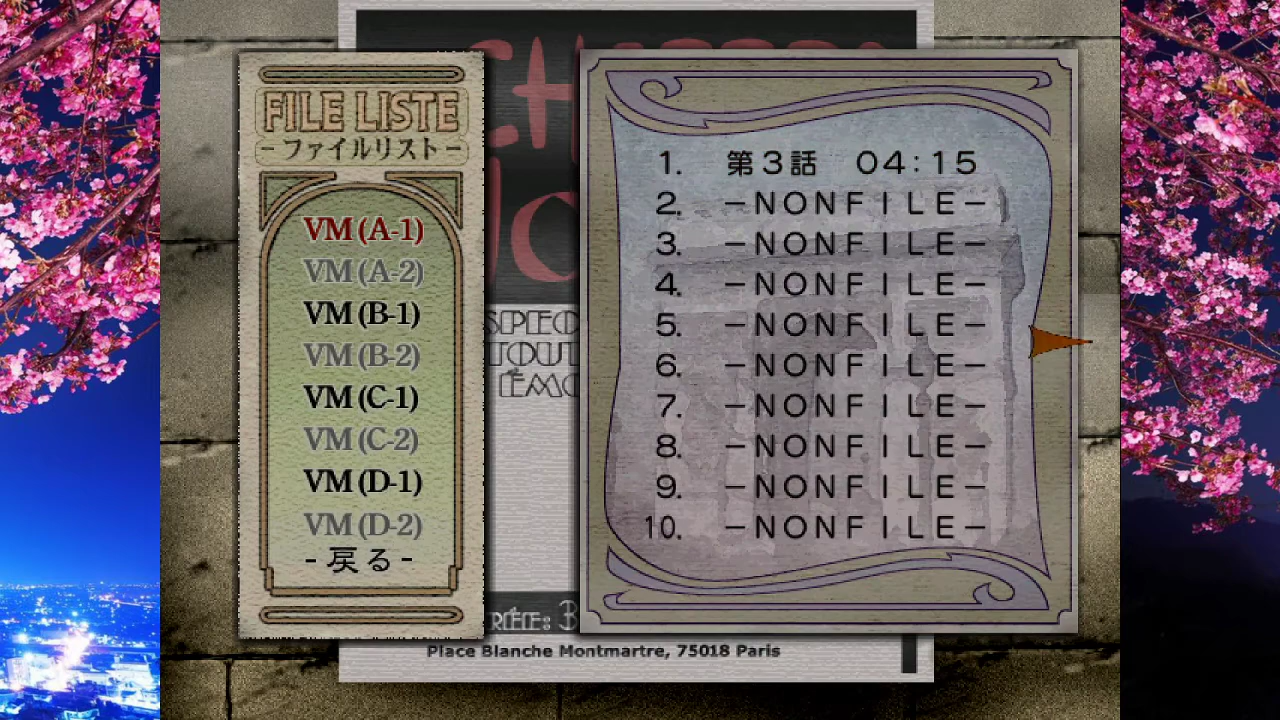 FILE LISTE
-ファイルリスト-
VM(A-1)
VM(A-2)
VM(B-1)
VM(B-2)
VM(C-1)
VM(C-2)
VM(D-1)
VM(D-2)
-戻る-
1. 第3話 04:15
2. -NONFILE-
3. -NONFILE-
4. -NONFILE-
5. -NONFILE-
6. -NONFILE-
7. -NONFILE-
8. -NONFILE-
9. -NONFILE-
10. -NONFILE-
Place Blanche Montmartre, 75018 Paris